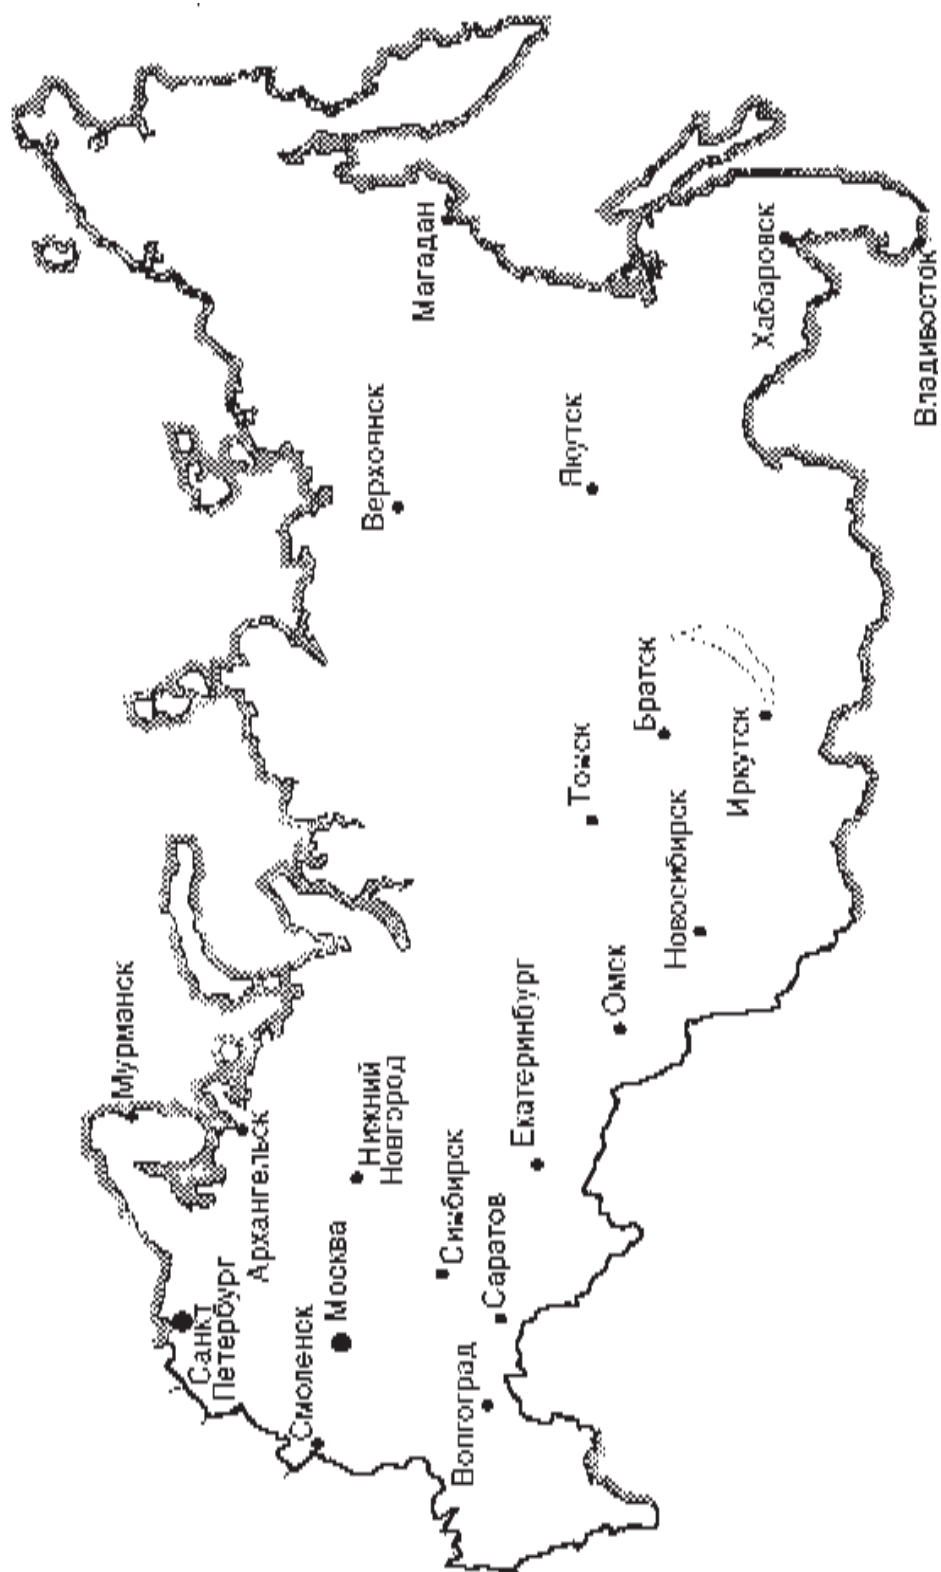 Мурманск
Санкт
Петербург
Архангельск
Смоленск
Москва
Нижний
Новгород
Симбирск
Волгоград
Саратов
Екатеринбург
Омск
Новосибирск
Томск
Братск
Иркутск
Верхоянск
Якутск
Магадан
Хабаровск
Владивосток